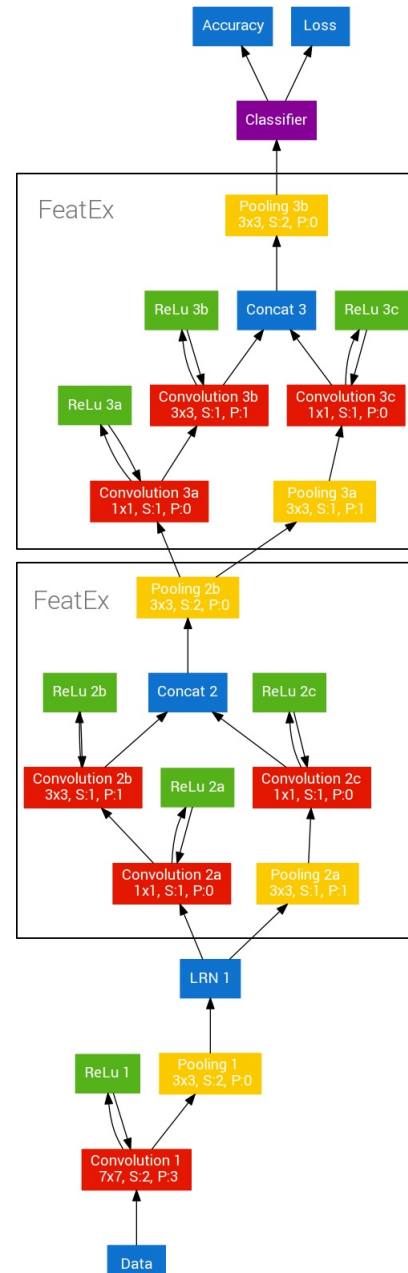 Accuracy
Loss
Classifier
FeatEx
Pooling 3b
3x3, S:2, P:0
ReLu 3b
Concat 3
ReLu 3c
ReLu 3a
Convolution 3b
3x3, S:1, P:1
Convolution 3c
1x1, S:1, P:0
Convolution 3a
1x1, S:1, P:0
Pooling 3a
3x3, S:1, P:1
FeatEx
Pooling 2b
3x3, S:2, P:0
ReLu 2b
Concat 2
ReLu 2c
Convolution 2b
3x3, S:1, P:1
ReLu 2a
Convolution 2c
1x1, S:1, P:0
Convolution 2a
1x1, S:1, P:0
Pooling 2a
3x3, S:1, P:1
LRN 1
ReLu 1
Pooling 1
3x3, S:2, P:0
Convolution 1
7x7, S:2, P:3
Data